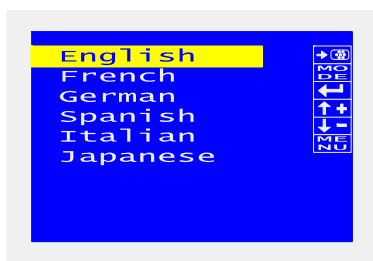 English
French
German
Spanish
Italian
Japanese
MO
DE
+
-
ME
NU